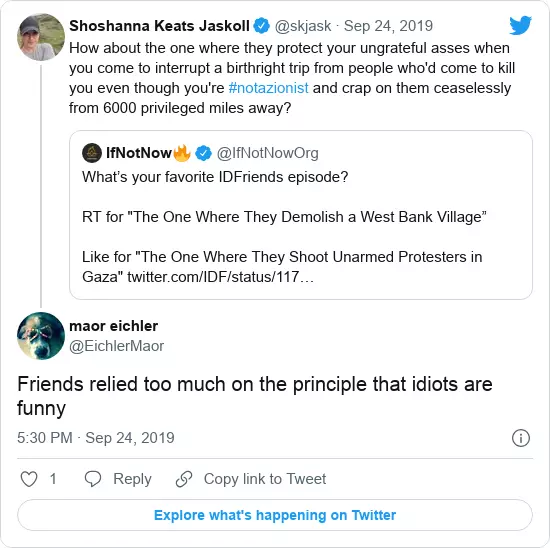 Shoshanna Keats Jaskoll @skjask · Sep 24, 2019
How about the one where they protect your ungrateful asses when
you come to interrupt a birthright trip from people who'd come to kill
you even though you're #notazionist and crap on them ceaselessly
from 6000 privileged miles away?
IfNotNow🔥 @IfNotNowOrg
What’s your favorite IDFriends episode?
RT for "The One Where They Demolish a West Bank Village”
Like for "The One Where They Shoot Unarmed Protesters in
Gaza" twitter.com/IDF/status/117…
maor eichler
@EichlerMaor
Friends relied too much on the principle that idiots are
funny
5:30 PM · Sep 24, 2019
1 Reply Copy link to Tweet
Explore what's happening on Twitter